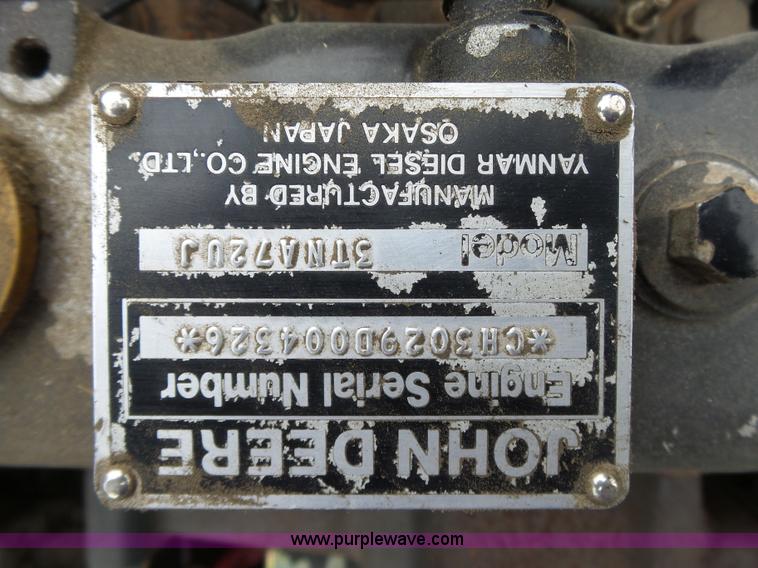 JOHN DEERE
Engine Serial Number
*CH3029D004326*
Model 3TNA72UJ
MANUFACTURED BY
YANMAR DIESEL ENGINE CO.,LTD.
OSAKA JAPAN
www.purplewave.com